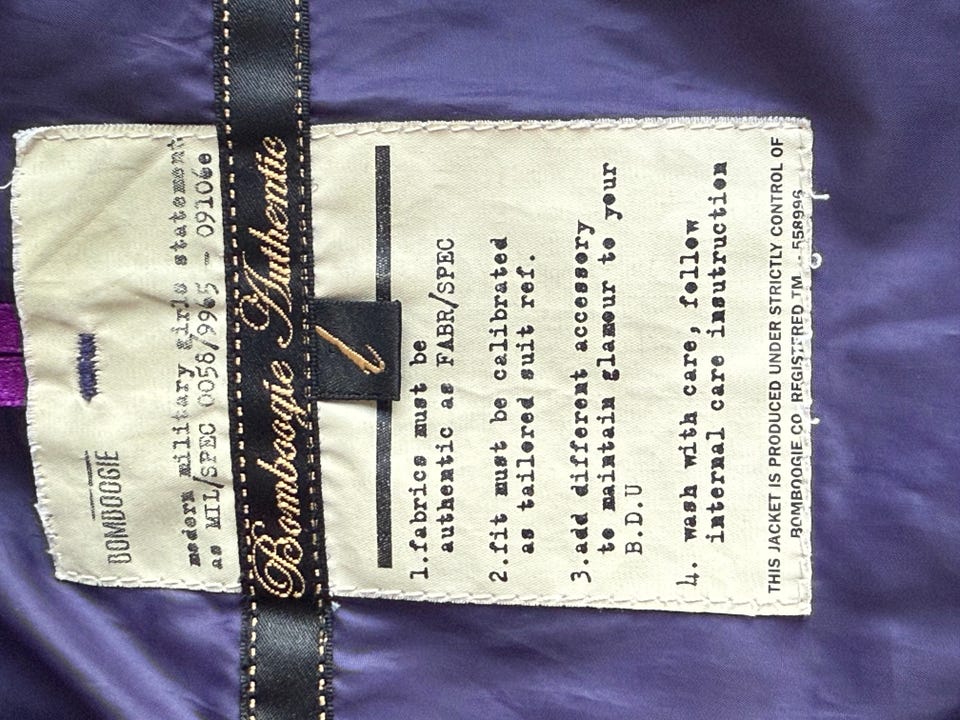 BOMBOOGIE
modern military girls statement
as MIL/SPEC 0058/9965 - 09106e
Bomboogie Authentic
1.fabrics must be
authentic as FABR/SPEC
2.fit must be calibrated
as tailored suit ref.
3.add different accessory
to maintain glamour to your
B.D.U
4. wash with care, follow
internal care insutruction
THIS JACKET IS PRODUCED UNDER STRICTLY CONTROL OF
BOMBOOGIE CO REGISTRED TM . 558996